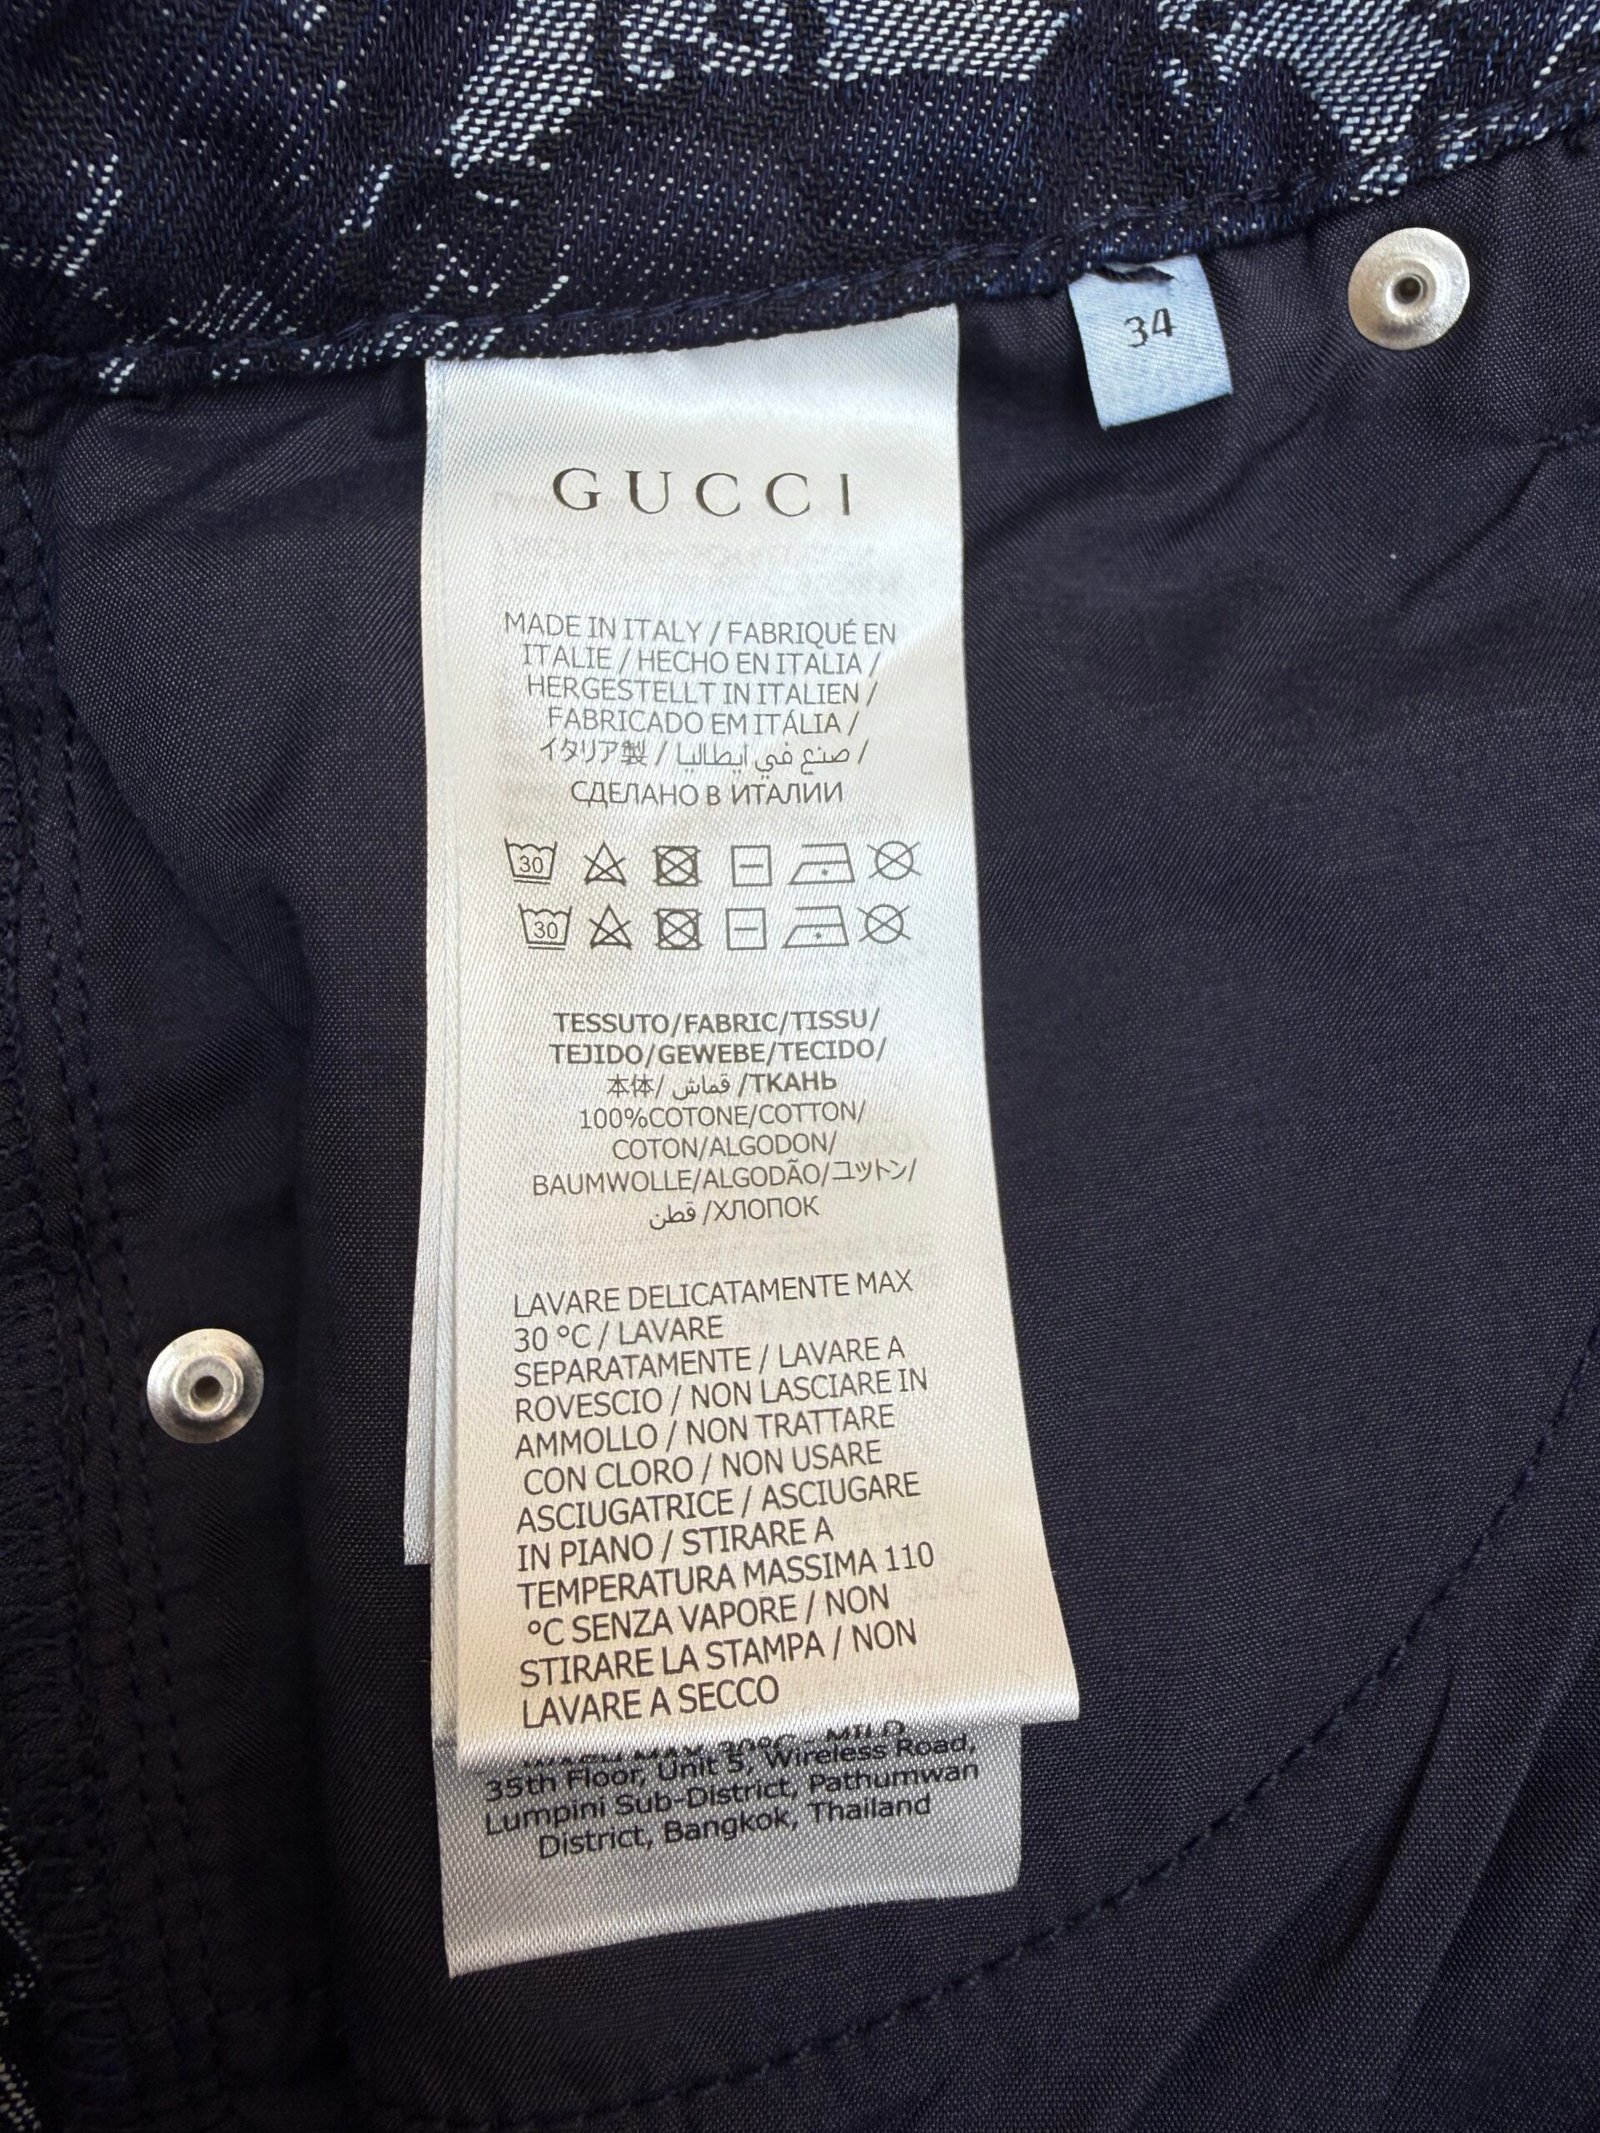 34
GUCCI
MADE IN ITALY / FABRIQUÉ EN
ITALIE / HECHO EN ITALIA /
HERGESTELLT IN ITALIEN /
FABRICADO EM ITÁLIA /
イタリア製 / صنع في ايطاليا /
СДЕЛАНО В ИТАЛИИ
30
30
TESSUTO/FABRIC/TISSU/
TEJIDO/GEWEBE/TECIDO/
本体/ قماش /ТКАНЬ
100%COTONE/COTTON/
COTON/ALGODON/
BAUMWOLLE/ALGODÃO/コットン/
قطن /ХЛОПОК
LAVARE DELICATAMENTE MAX
30 °C / LAVARE
SEPARATAMENTE / LAVARE A
ROVESCIO / NON LASCIARE IN
AMMOLLO / NON TRATTARE
CON CLORO / NON USARE
ASCIUGATRICE / ASCIUGARE
IN PIANO / STIRARE A
TEMPERATURA MASSIMA 110
°C SENZA VAPORE / NON
STIRARE LA STAMPA / NON
LAVARE A SECCO
WASH MAX 30°C - MILD
35th Floor, Unit 5, Wireless Road,
Lumpini Sub-District, Pathumwan
District, Bangkok, Thailand